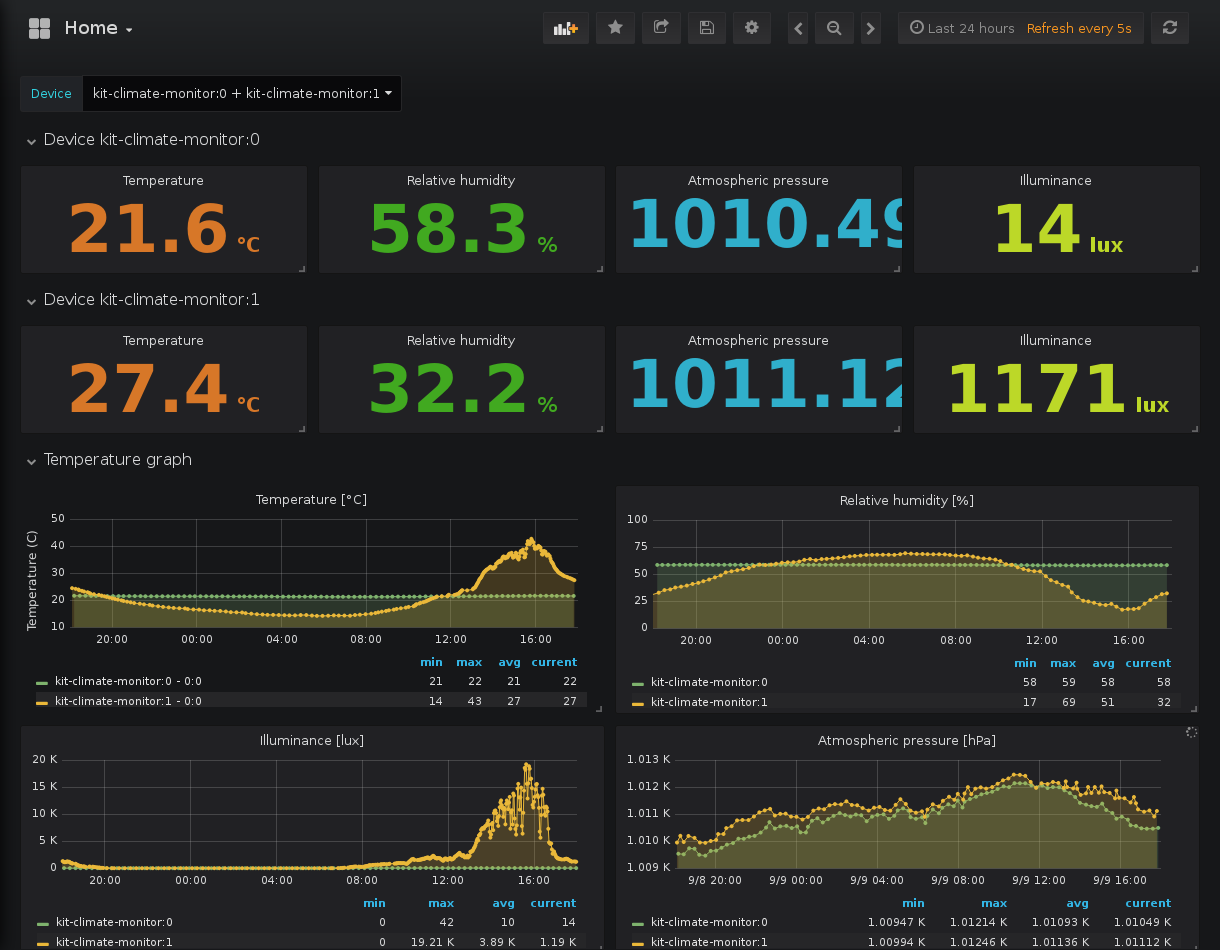 Home
Last 24 hours Refresh every 5s
Device kit-climate-monitor:0 + kit-climate-monitor:1
Device kit-climate-monitor:0
Temperature Relative humidity Atmospheric pressure Illuminance
21.6 °C 58.3 % 1010.49 14 lux
Device kit-climate-monitor:1
Temperature Relative humidity Atmospheric pressure Illuminance
27.4 °C 32.2 % 1011.12 1171 lux
Temperature graph
Temperature [°C]
Temperature (C)
50
40
30
20
10
20:00 00:00 04:00 08:00 12:00 16:00
min max avg current
kit-climate-monitor:0 - 0:0 21 22 21 22
kit-climate-monitor:1 - 0:0 14 43 27 27
Relative humidity [%]
100
75
50
25
0
20:00 00:00 04:00 08:00 12:00 16:00
min max avg current
kit-climate-monitor:0 58 59 58 58
kit-climate-monitor:1 17 69 51 32
Illuminance [lux]
20 K
15 K
10 K
5 K
0
20:00 00:00 04:00 08:00 12:00 16:00
min max avg current
kit-climate-monitor:0 0 42 10 14
kit-climate-monitor:1 0 19.21 K 3.89 K 1.19 K
Atmospheric pressure [hPa]
1.013 K
1.012 K
1.011 K
1.010 K
1.009 K
9/8 20:00 9/9 00:00 9/9 04:00 9/9 08:00 9/9 12:00 9/9 16:00
min max avg current
kit-climate-monitor:0 1.00947 K 1.01214 K 1.01093 K 1.01049 K
kit-climate-monitor:1 1.00994 K 1.01246 K 1.01136 K 1.01112 K